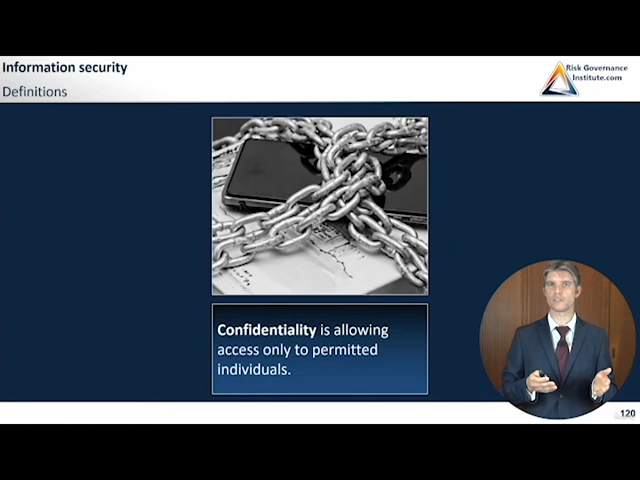 Information security
Definitions
Risk Governance
Institute.com
Confidentiality is allowing
access only to permitted
individuals.
120